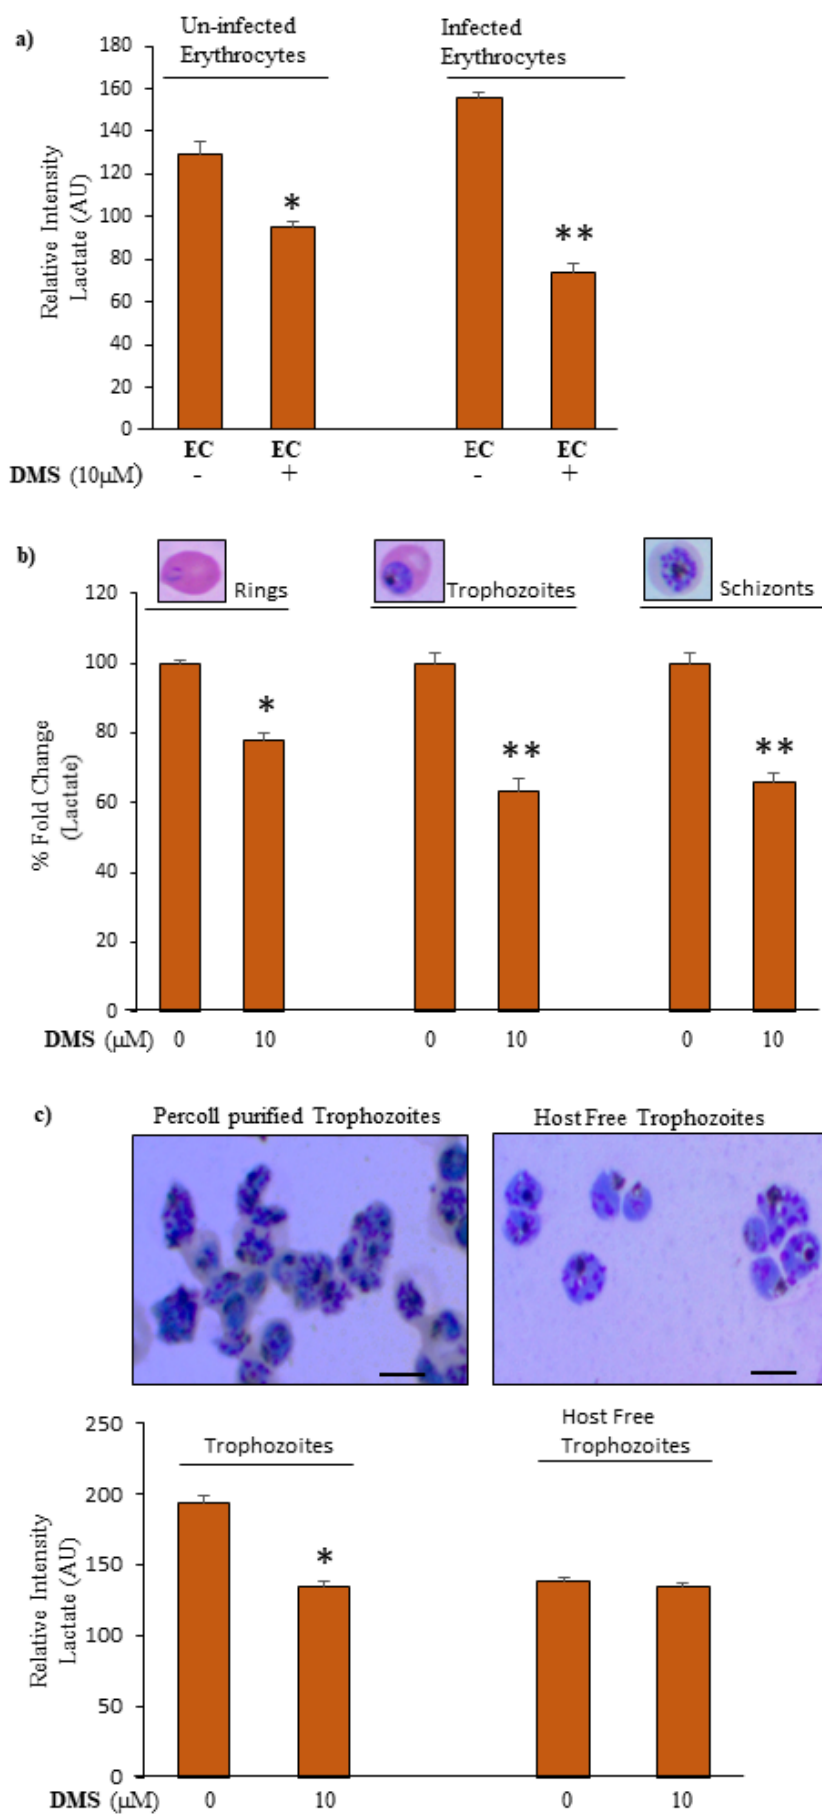 a)
Un-infected
Erythrocytes
Infected
Erythrocytes
Relative Intensity
Lactate (AU)
180
160
140
120
100
80
60
40
20
0
*
**
EC EC EC EC
DMS (10μM) - + - +
b)
Rings
Trophozoites
Schizonts
% Fold Change
(Lactate)
120
100
80
60
40
20
0
*
**
**
DMS (μM) 0 10 0 10 0 10
c)
Percoll purified Trophozoites
Host Free Trophozoites
Relative Intensity
Lactate (AU)
250
200
150
100
50
0
Trophozoites
Host Free
Trophozoites
*
DMS (μM) 0 10 0 10